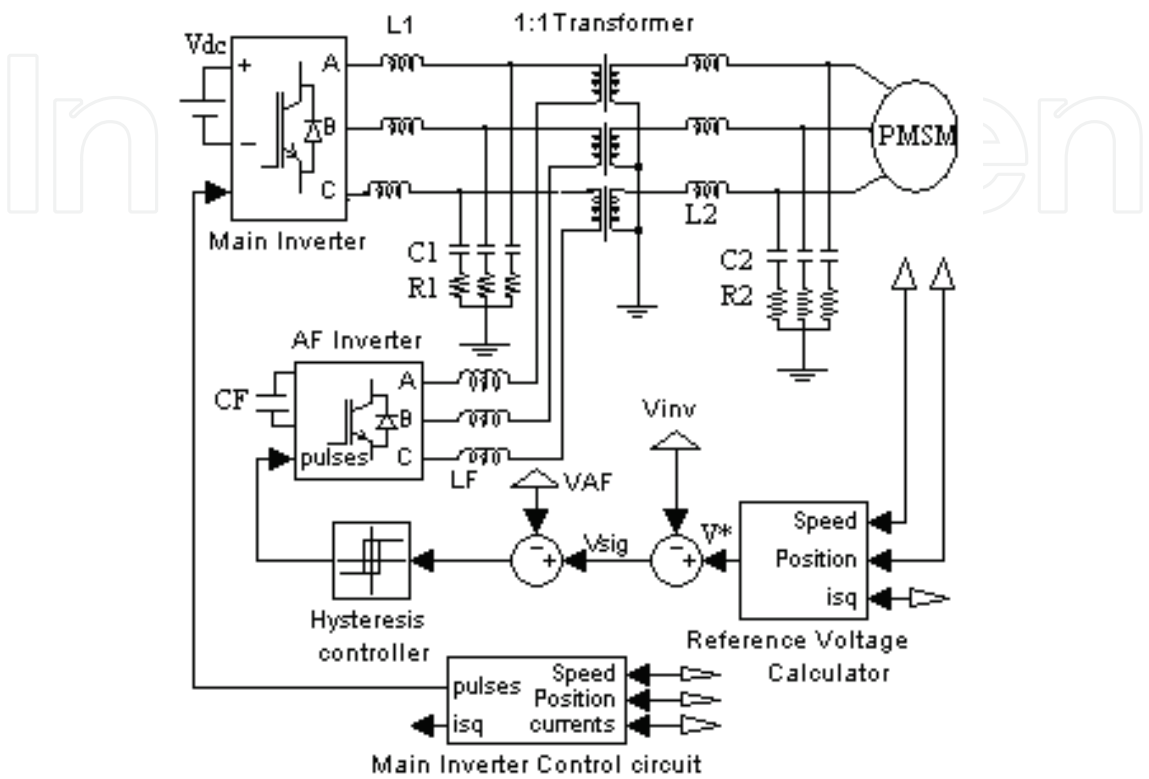 L1
1:1Transformer
Vdc
+
A
B
-
C
PMSM
Main Inverter
L2
C1
R1
C2
R2
AF Inverter
A
CF
B
pulses
C
LF
Vinv
VAF
Speed
-
-
V*
+
Vsig
+
Position
isq
Hysteresis
controller
Reference Voltage
Calculator
Speed
pulses
Position
isq
currents
Main Inverter Control circuit